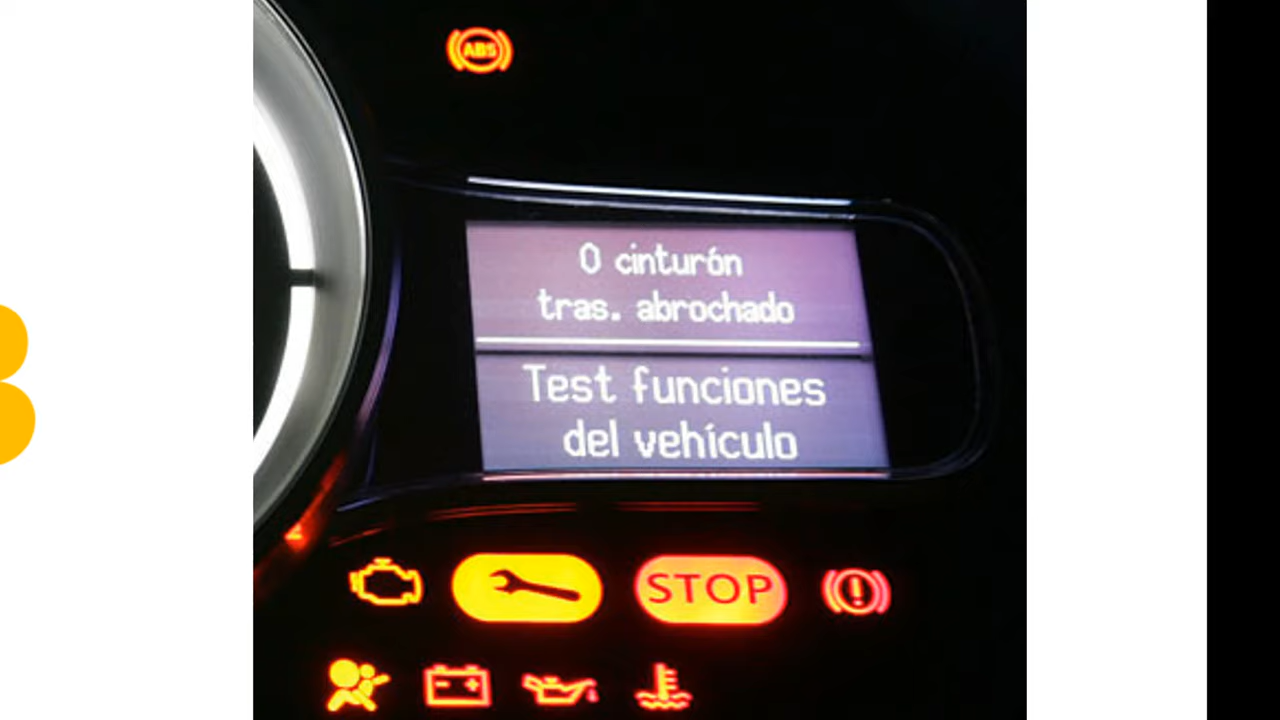 ABS
0 cinturón
tras. abrochado
Test funciones
del vehículo
STOP